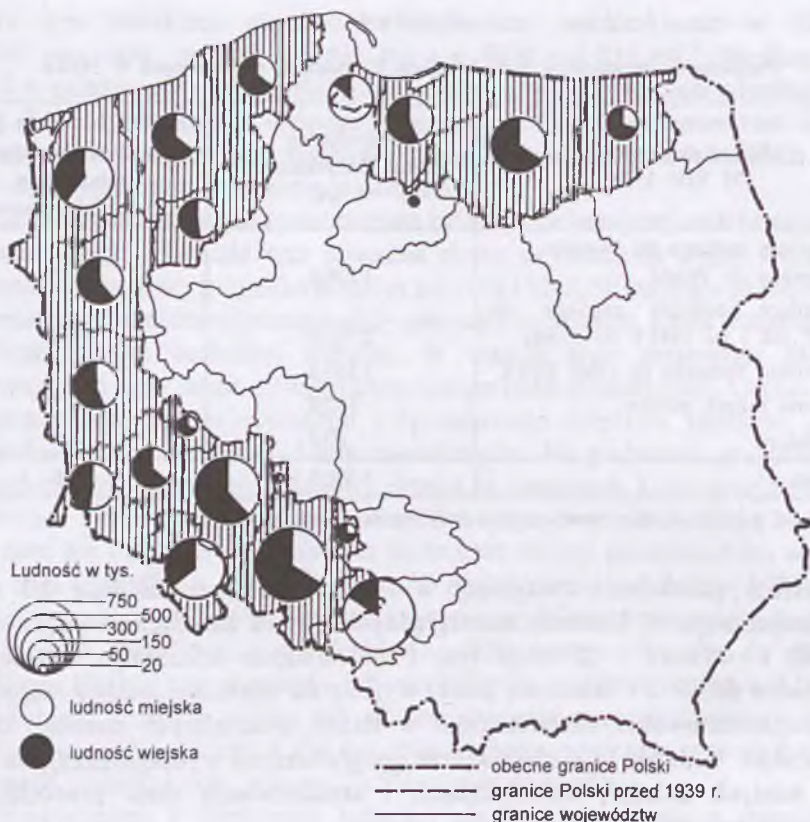 Ludność w tys.
750
500
300
150
60
20
ludność miejska
ludność wiejska
obecne granice Polski
granice Polski przed 1939 r.
granice województw